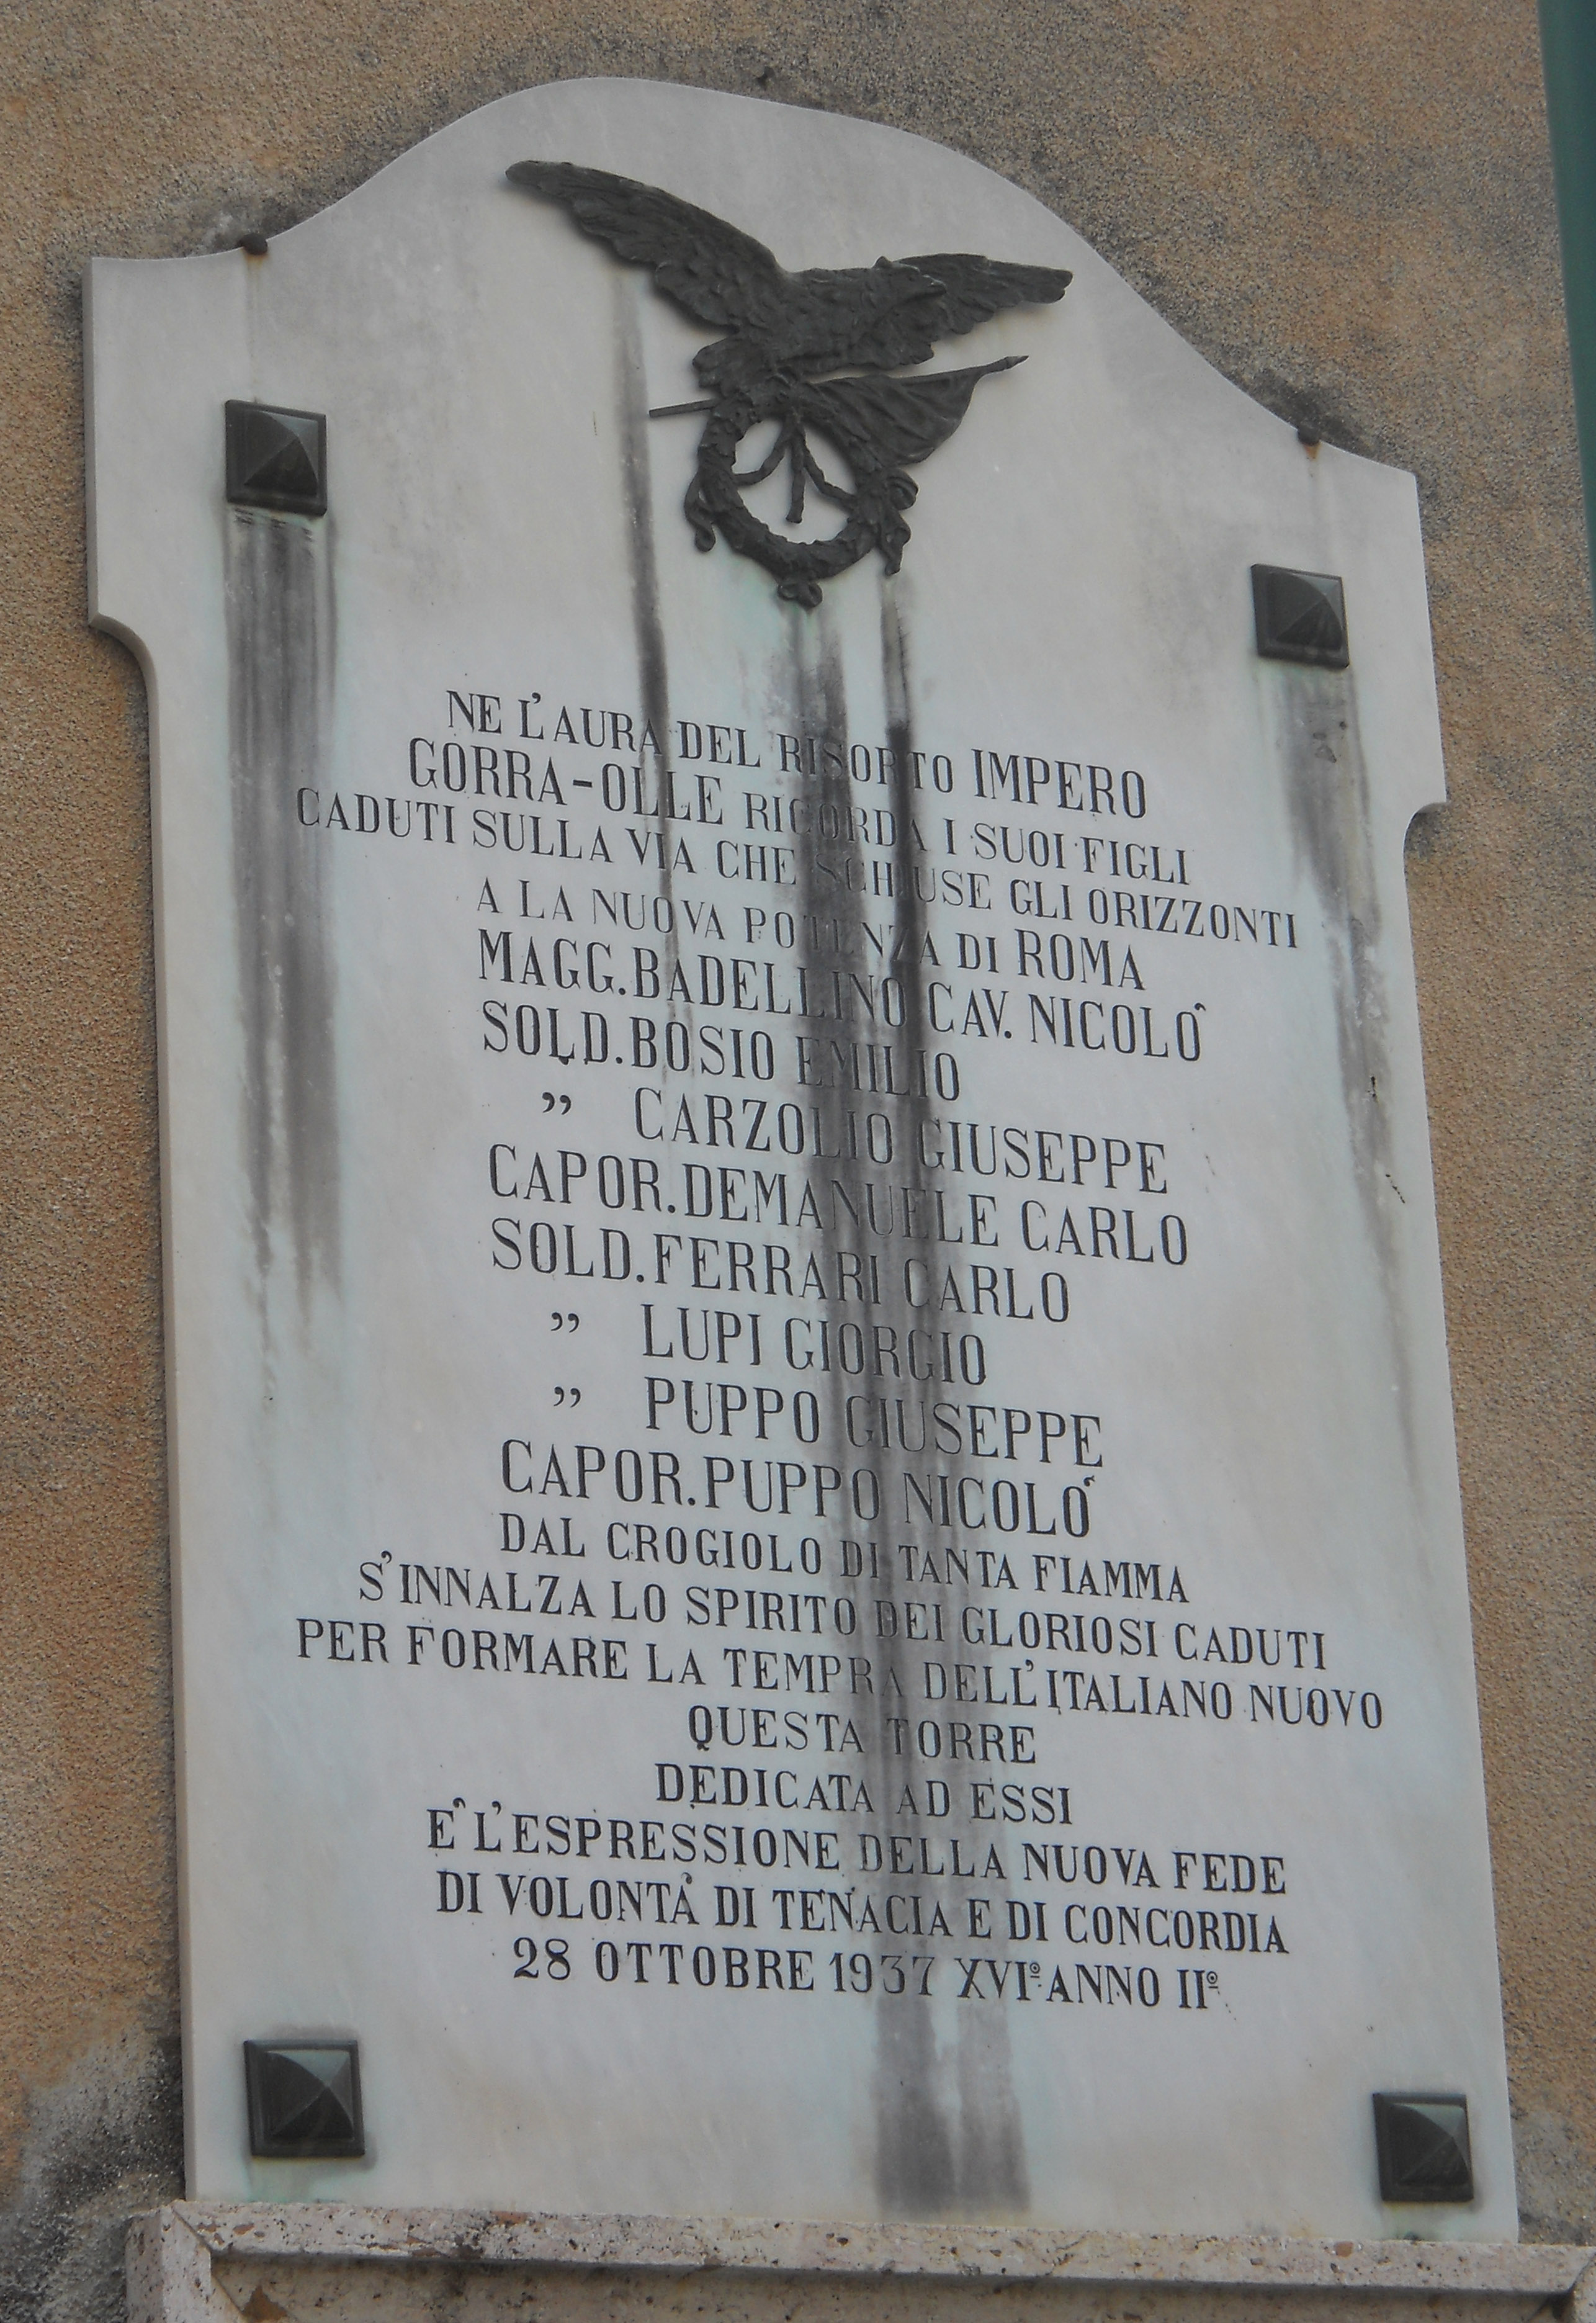 NE L'AURA DEL RISORTO IMPERO
GORRA-OLLE RICORDA I SUOI FIGLI
CADUTI SULLA VIA CHE SCHIUSE GLI ORIZZONTI
A LA NUOVA POTENZA DI ROMA
MAGG. BADELLINO CAV. NICOLÒ
SOLD. BOSIO EMILIO
" CARZOLIO GIUSEPPE
CAPOR. DEMANUELE CARLO
SOLD. FERRARI CARLO
" LUPI GIORGIO
" PUPPO GIUSEPPE
CAPOR. PUPPO NICOLÒ
DAL CROGIOLO DI TANTA FIAMMA
S'INNALZA LO SPIRITO DEI GLORIOSI CADUTI
PER FORMARE LA TEMPRA DELL'ITALIANO NUOVO
QUESTA TORRE
DEDICATA AD ESSI
È L'ESPRESSIONE DELLA NUOVA FEDE
DI VOLONTÀ DI TENACIA E DI CONCORDIA
28 OTTOBRE 1937 XVIº ANNO IIº